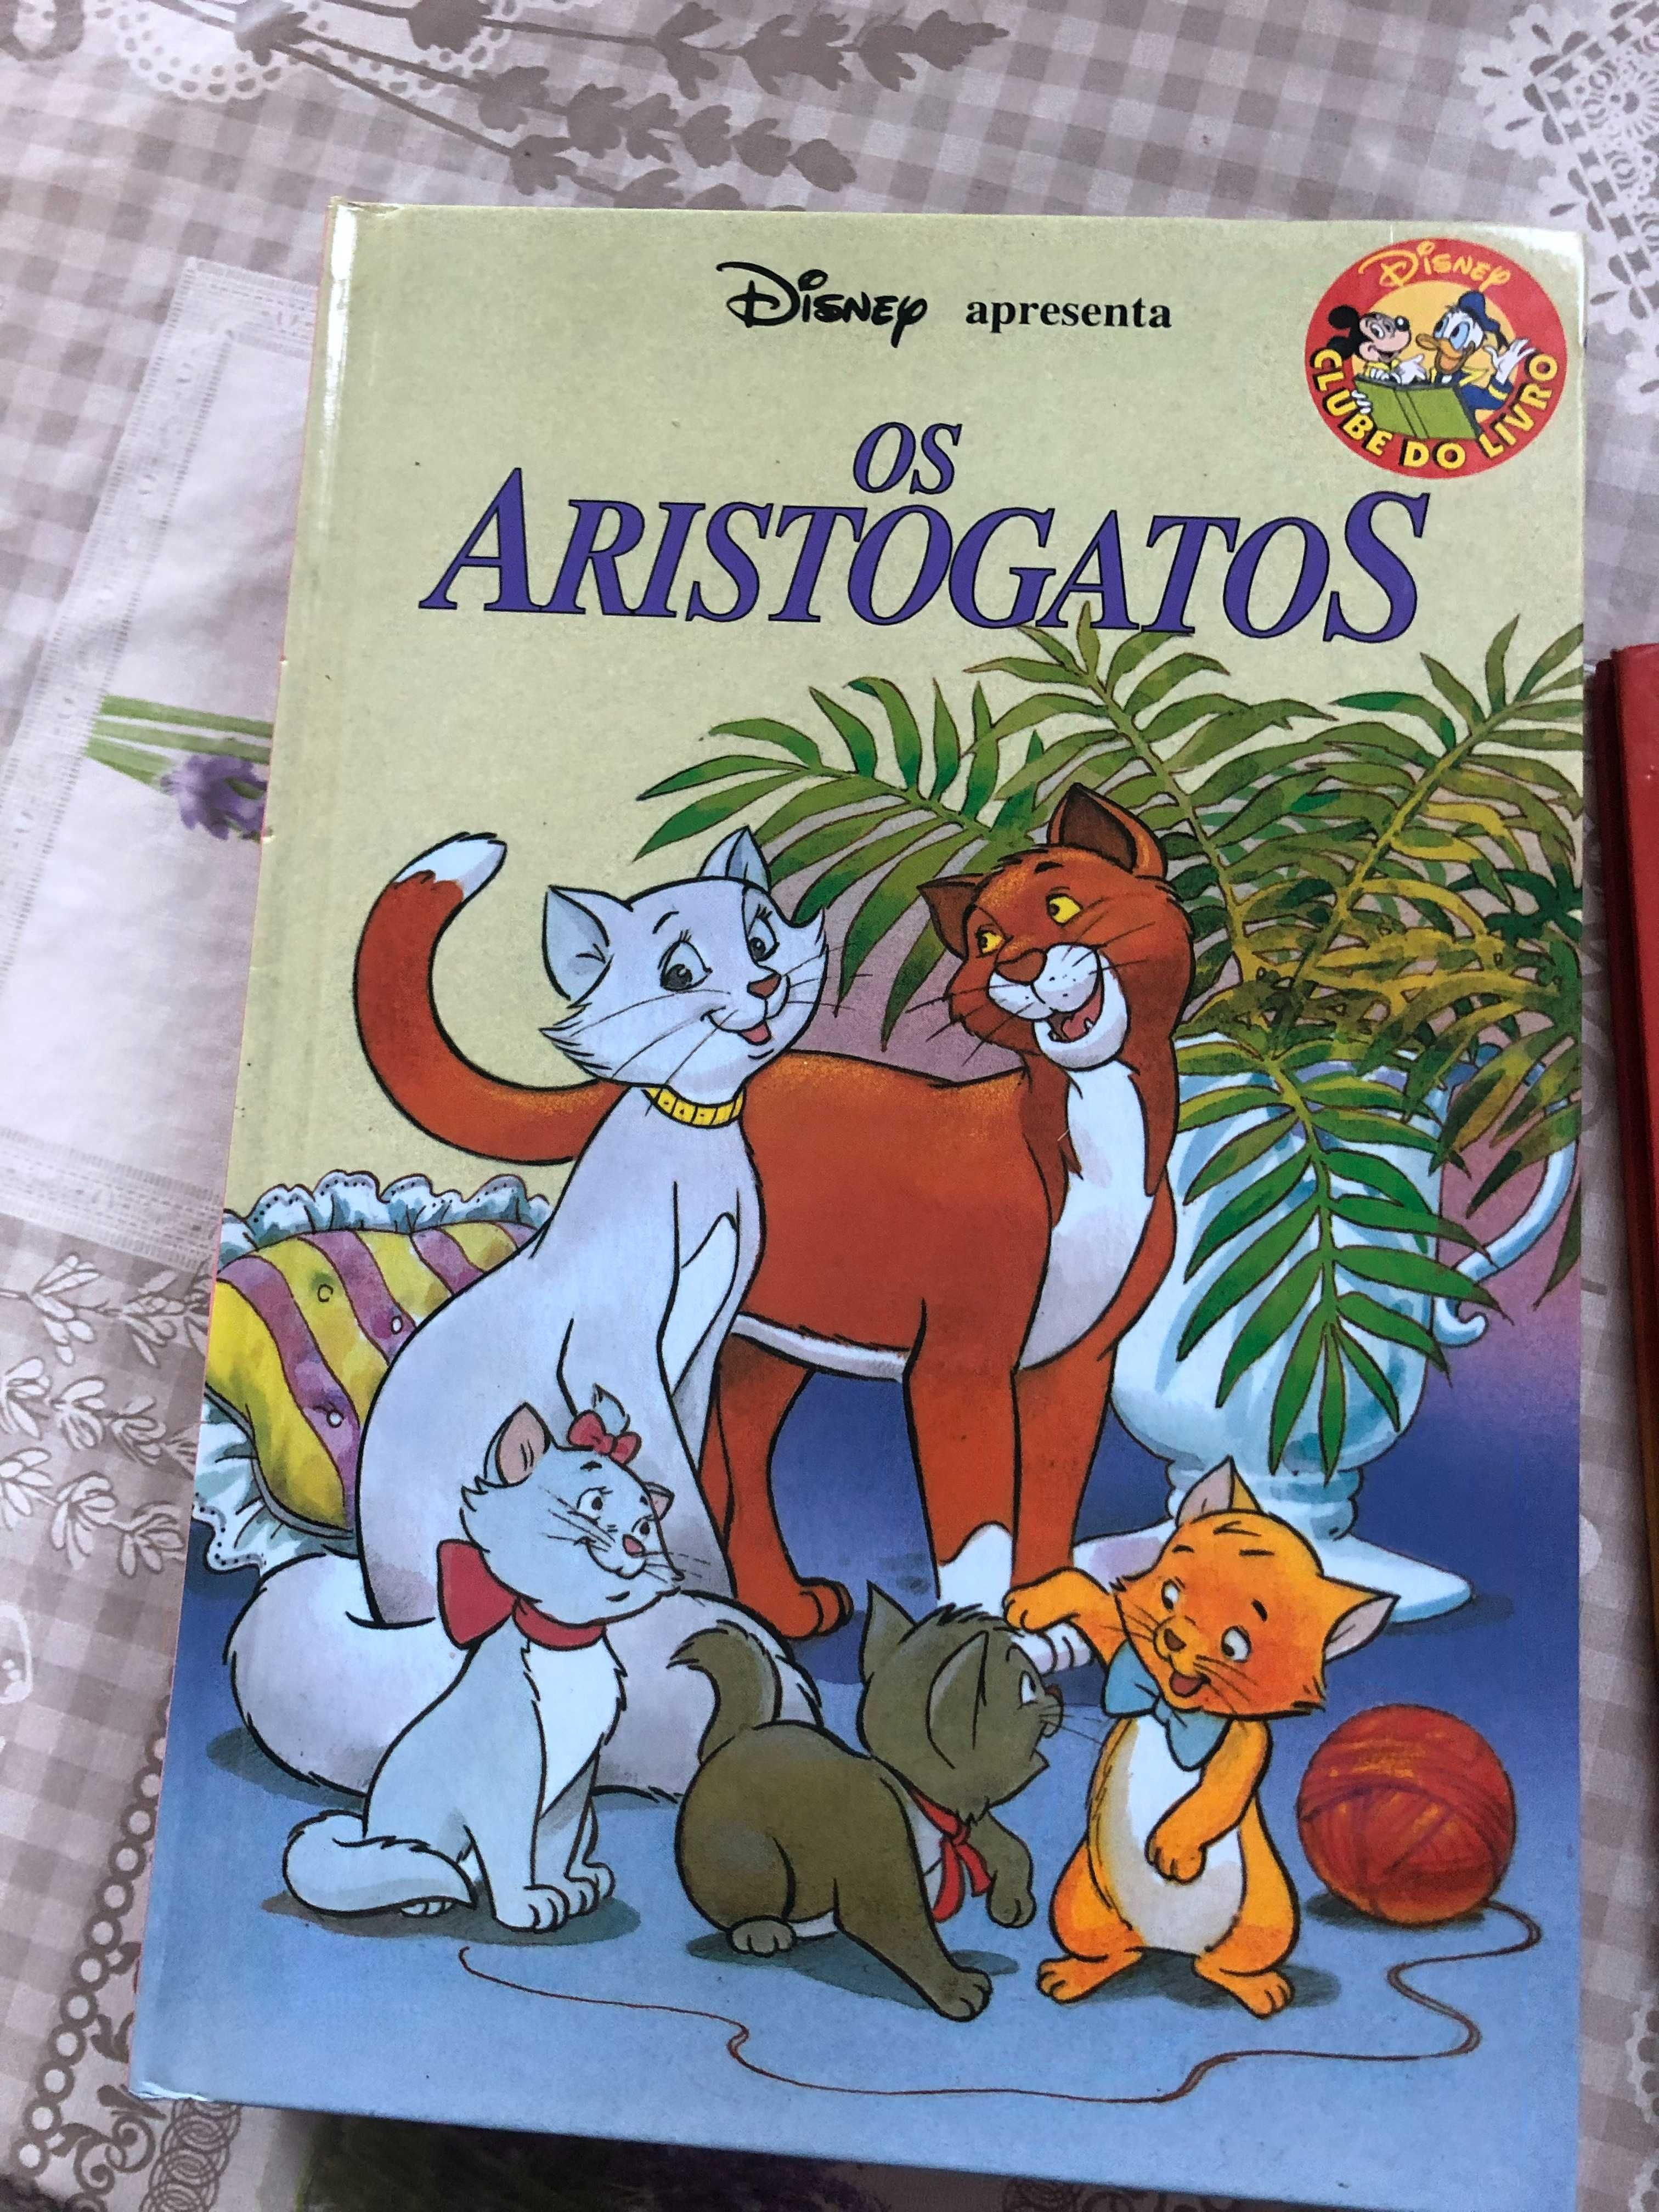 Disney apresenta
Disney
CLUBE DO LIVRO
OS
ARISTOGATOS